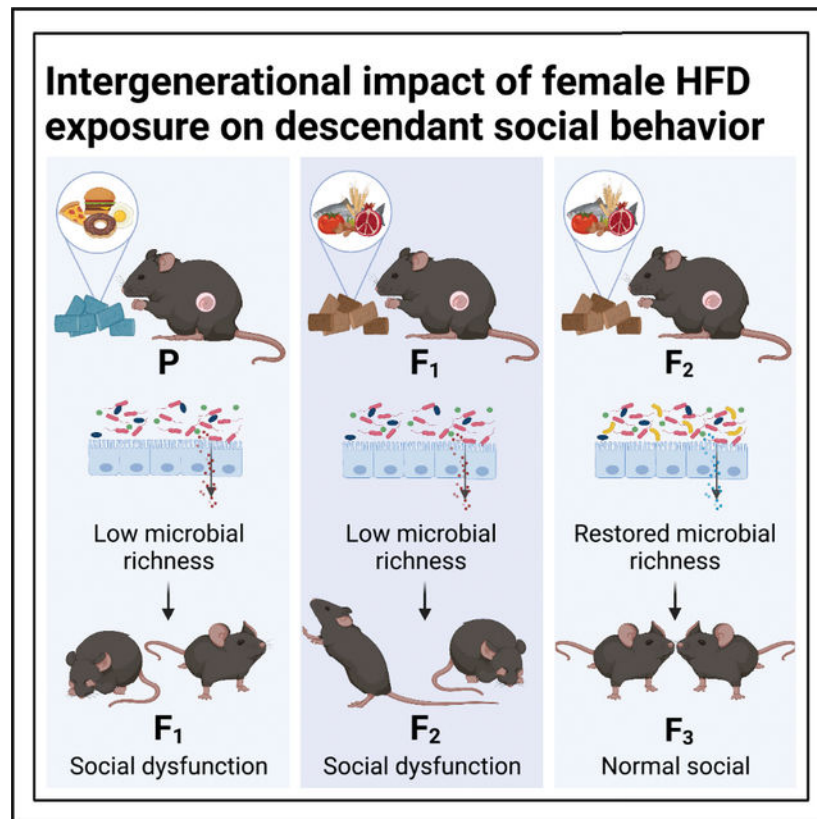 Intergenerational impact of female HFD
exposure on descendant social behavior
P
F₁
F₂
Low microbial
richness
Low microbial
richness
Restored microbial
richness
F₁
F₂
F₃
Social dysfunction
Social dysfunction
Normal social